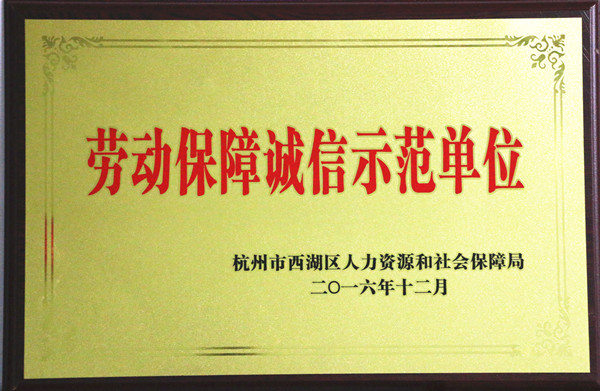 劳动保障诚信示范单位
杭州市西湖区人力资源和社会保障局
二〇一六年十二月